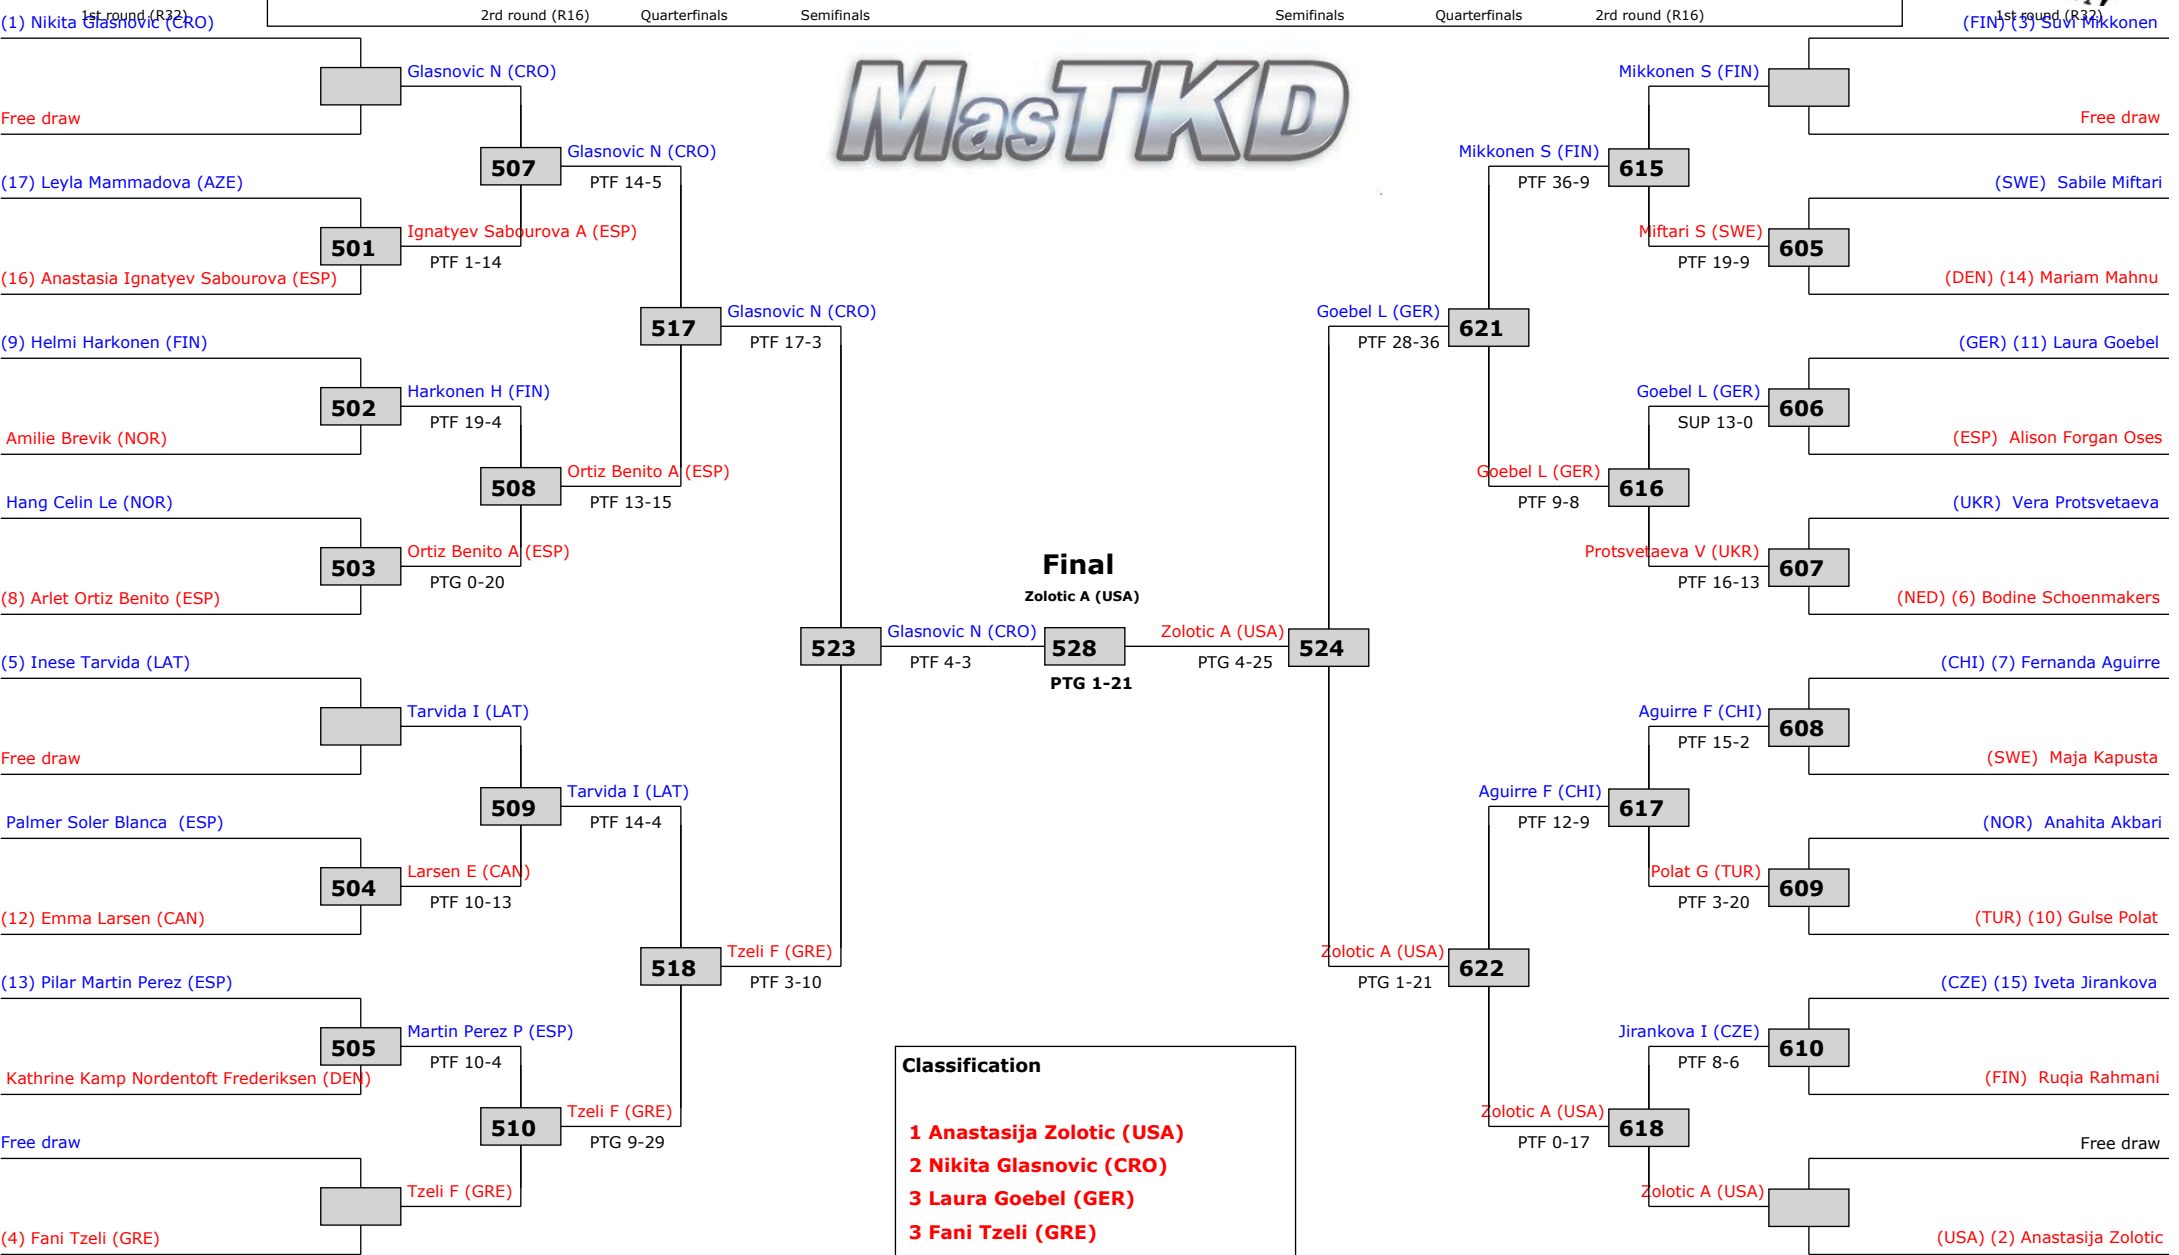 1st round (R32)
2rd round (R16)
Quarterfinals
Semifinals
Semifinals
Quarterfinals
2rd round (R16)
1st round (R32)
MasTKD
(1) Nikita Glasnovic (CRO)
Free draw
(17) Leyla Mammadova (AZE)
(16) Anastasia Ignatyev Sabourova (ESP)
(9) Helmi Harkonen (FIN)
Amilie Brevik (NOR)
Hang Celin Le (NOR)
(8) Arlet Ortiz Benito (ESP)
(5) Inese Tarvida (LAT)
Free draw
Palmer Soler Blanca (ESP)
(12) Emma Larsen (CAN)
(13) Pilar Martin Perez (ESP)
Kathrine Kamp Nordentoft Frederiksen (DEN)
Free draw
(4) Fani Tzeli (GRE)
Glasnovic N (CRO)
501
Ignatyev Sabourova A (ESP)
PTF 1-14
502
Harkonen H (FIN)
PTF 19-4
503
Ortiz Benito A (ESP)
PTG 0-20
Tarvida I (LAT)
504
Larsen E (CAN)
PTF 10-13
505
Martin Perez P (ESP)
PTF 10-4
Tzeli F (GRE)
507
Glasnovic N (CRO)
PTF 14-5
508
Ortiz Benito A (ESP)
PTF 13-15
509
Tarvida I (LAT)
PTF 14-4
510
Tzeli F (GRE)
PTG 9-29
517
Glasnovic N (CRO)
PTF 17-3
518
Tzeli F (GRE)
PTF 3-10
523
Glasnovic N (CRO)
PTF 4-3
Final
Zolotic A (USA)
528
PTG 1-21
Zolotic A (USA)
PTG 4-25
524
Goebel L (GER)
PTF 28-36
621
Zolotic A (USA)
PTG 1-21
622
Mikkonen S (FIN)
PTF 36-9
615
Goebel L (GER)
PTF 9-8
616
Aguirre F (CHI)
PTF 12-9
617
Zolotic A (USA)
PTF 0-17
618
Mikkonen S (FIN)
Miftari S (SWE)
PTF 19-9
605
Goebel L (GER)
SUP 13-0
606
Protsvetaeva V (UKR)
PTF 16-13
607
Aguirre F (CHI)
PTF 15-2
608
Polat G (TUR)
PTF 3-20
609
Jirankova I (CZE)
PTF 8-6
610
Zolotic A (USA)
(FIN) (3) Suvi Mikkonen
Free draw
(SWE) Sabile Miftari
(DEN) (14) Mariam Mahnu
(GER) (11) Laura Goebel
(ESP) Alison Forgan Oses
(UKR) Vera Protsvetaeva
(NED) (6) Bodine Schoenmakers
(CHI) (7) Fernanda Aguirre
(SWE) Maja Kapusta
(NOR) Anahita Akbari
(TUR) (10) Gulse Polat
(CZE) (15) Iveta Jirankova
(FIN) Ruqia Rahmani
Free draw
(USA) (2) Anastasija Zolotic
Classification
1 Anastasija Zolotic (USA)
2 Nikita Glasnovic (CRO)
3 Laura Goebel (GER)
3 Fani Tzeli (GRE)